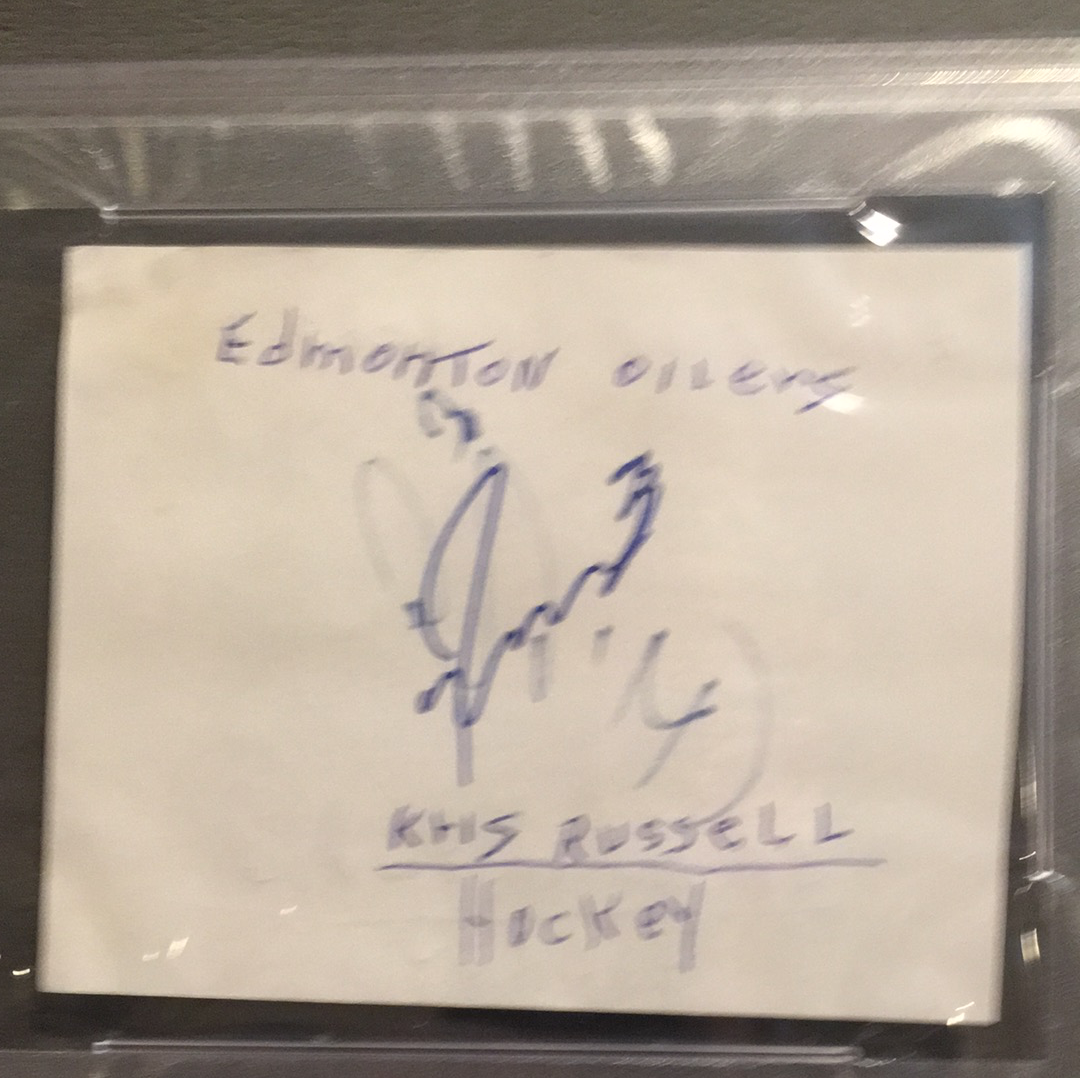 Edmonton Oilers
KRIS RUSSELL
Hockey